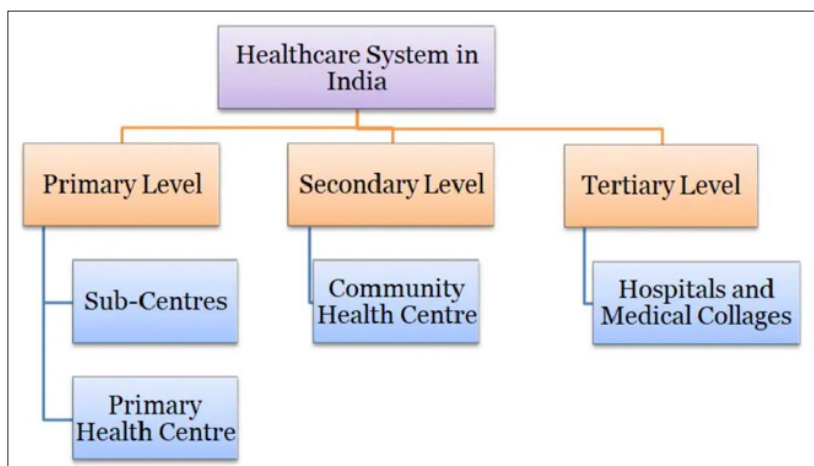 Healthcare System in
India
Primary Level
Secondary Level
Tertiary Level
Sub-Centres
Community
Health Centre
Hospitals and
Medical Collages
Primary
Health Centre